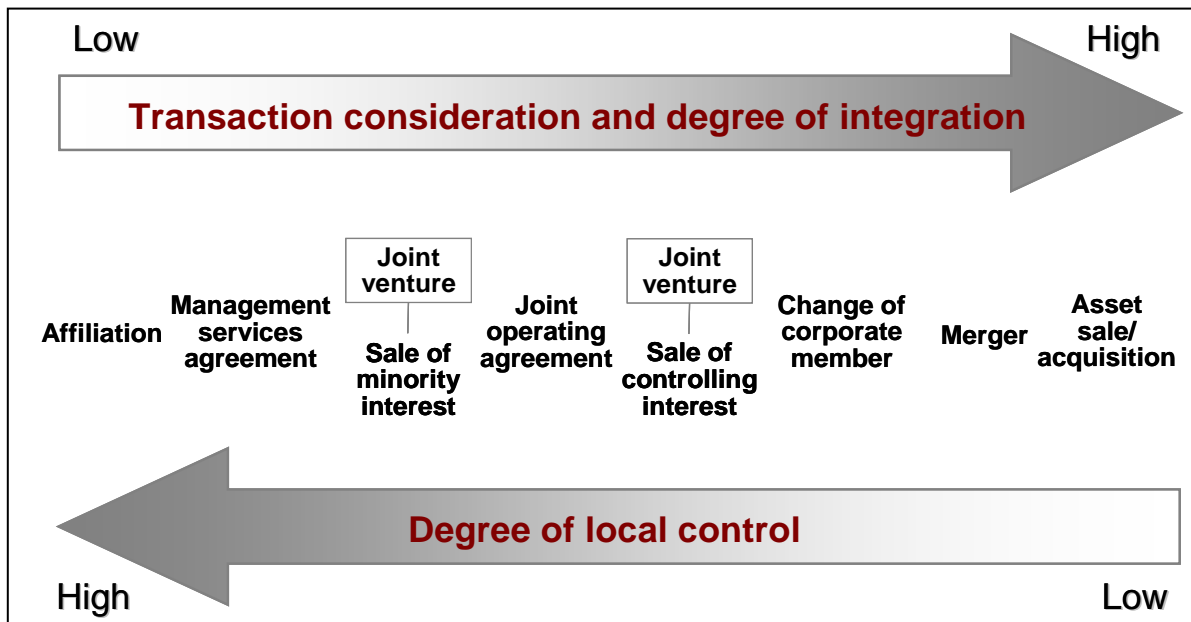 Low
High
Transaction consideration and degree of integration
Affiliation
Management
services
agreement
Joint
venture
Sale of
minority
interest
Joint
operating
agreement
Joint
venture
Sale of
controlling
interest
Change of
corporate
member
Merger
Asset
sale/
acquisition
Degree of local control
High
Low